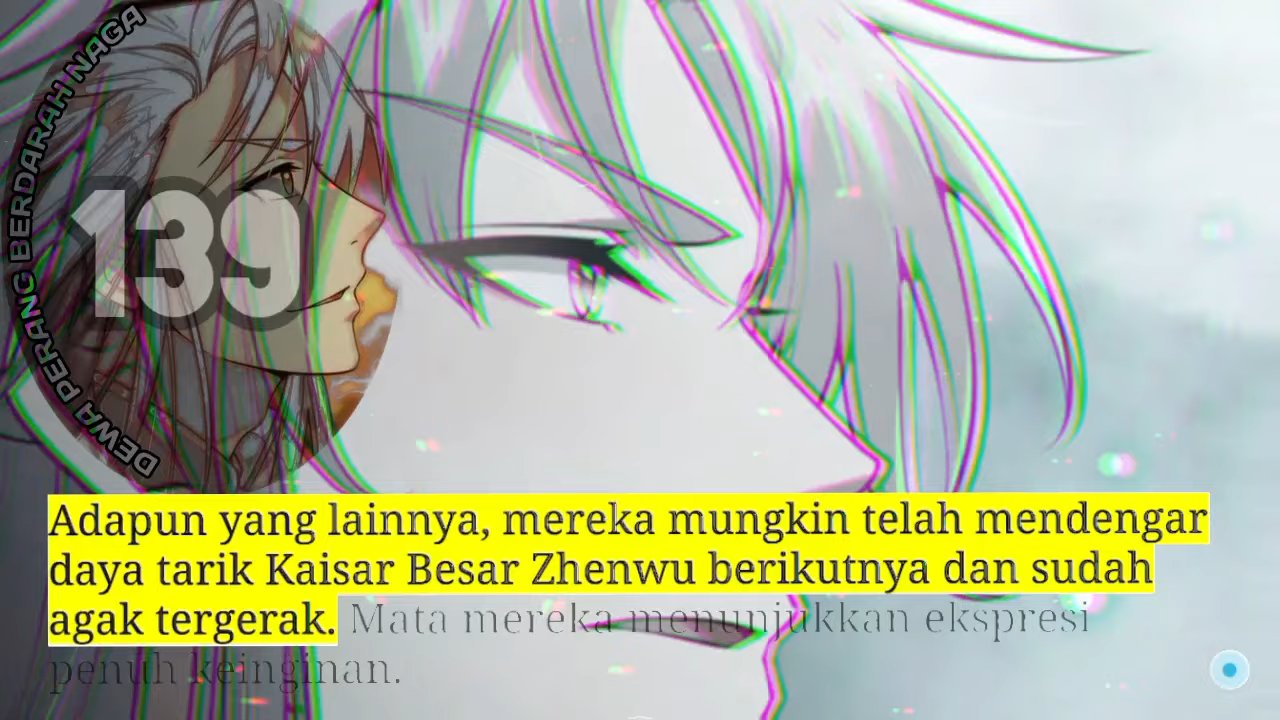 DEWA PERANG BERDARAH NAGA
139
Adapun yang lainnya, mereka mungkin telah mendengar
daya tarik Kaisar Besar Zhenwu berikutnya dan sudah
agak tergerak. Mata mereka menunjukkan ekspresi
penuh keinginan.